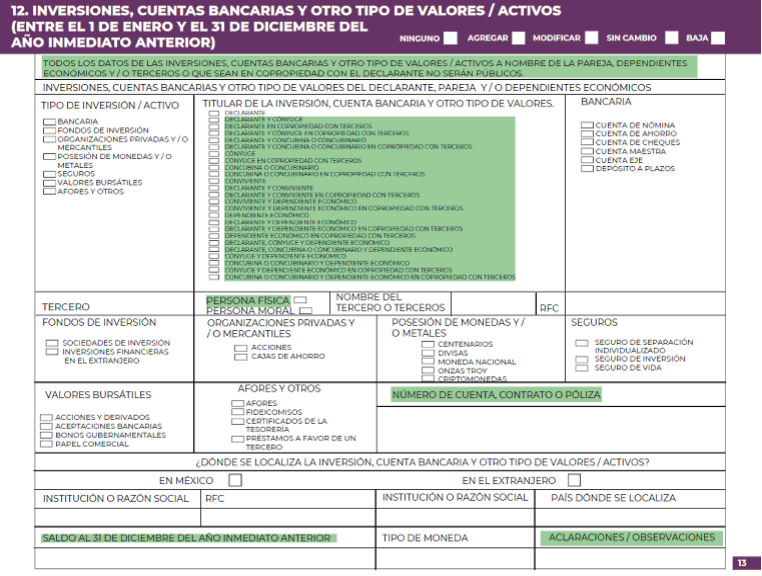 12. INVERSIONES, CUENTAS BANCARIAS Y OTRO TIPO DE VALORES / ACTIVOS
(ENTRE EL 1 DE ENERO Y EL 31 DE DICIEMBRE DEL
AÑO INMEDIATO ANTERIOR)
NINGUNO AGREGAR MODIFICAR SIN CAMBIO BAJA
TODOS LOS DATOS DE LAS INVERSIONES, CUENTAS BANCARIAS Y OTRO TIPO DE VALORES / ACTIVOS A NOMBRE DE LA PAREJA, DEPENDIENTES
ECONÓMICOS Y / O TERCEROS O QUE SEAN EN COPROPIEDAD CON EL DECLARANTE NO SERÁN PÚBLICOS.
INVERSIONES, CUENTAS BANCARIAS Y OTRO TIPO DE VALORES DEL DECLARANTE, PAREJA Y / O DEPENDIENTES ECONÓMICOS
TIPO DE INVERSIÓN / ACTIVO
BANCARIA
FONDOS DE INVERSIÓN
ORGANIZACIONES PRIVADAS Y / O
MERCANTILES
POSESIÓN DE MONEDAS Y / O
METALES
SEGUROS
VALORES BURSÁTILES
AFORES Y OTROS
TITULAR DE LA INVERSIÓN, CUENTA BANCARIA Y OTRO TIPO DE VALORES.
DECLARANTE
DECLARANTE Y CÓNYUGE
DECLARANTE EN COPROPIEDAD CON TERCEROS
DECLARANTE Y CÓNYUGE EN COPROPIEDAD CON TERCEROS
DECLARANTE Y CONCUBINA O CONCUBINARIO
DECLARANTE Y CONCUBINA O CONCUBINARIO EN COPROPIEDAD CON TERCEROS
CÓNYUGE
CÓNYUGE EN COPROPIEDAD CON TERCEROS
CONCUBINA O CONCUBINARIO
CONCUBINA O CONCUBINARIO EN COPROPIEDAD CON TERCEROS
CONVIVIENTE
DECLARANTE Y CONVIVIENTE
DECLARANTE Y CONVIVIENTE EN COPROPIEDAD CON TERCEROS
CONVIVIENTE Y DEPENDIENTE ECONÓMICO
CONVIVIENTE Y DEPENDIENTE ECONÓMICO EN COPROPIEDAD CON TERCEROS
DEPENDIENTE ECONÓMICO
DECLARANTE Y DEPENDIENTE ECONÓMICO
DECLARANTE Y DEPENDIENTE ECONÓMICO EN COPROPIEDAD CON TERCEROS
DEPENDIENTE ECONÓMICO EN COPROPIEDAD CON TERCEROS
DECLARANTE, CÓNYUGE Y DEPENDIENTE ECONÓMICO
DECLARANTE, CONCUBINA O CONCUBINARIO Y DEPENDIENTE ECONÓMICO
CÓNYUGE Y DEPENDIENTE ECONÓMICO
CONCUBINA O CONCUBINARIO Y DEPENDIENTE ECONÓMICO
CÓNYUGE Y DEPENDIENTE ECONÓMICO EN COPROPIEDAD CON TERCEROS
CONCUBINA O CONCUBINARIO Y DEPENDIENTE ECONÓMICO EN COPROPIEDAD CON TERCEROS
BANCARIA
CUENTA DE NÓMINA
CUENTA DE AHORRO
CUENTA DE CHEQUES
CUENTA MAESTRA
CUENTA EJE
DEPÓSITO A PLAZOS
TERCERO
PERSONA FÍSICA
PERSONA MORAL
NOMBRE DEL
TERCERO O TERCEROS
RFC
FONDOS DE INVERSIÓN
SOCIEDADES DE INVERSIÓN
INVERSIONES FINANCIERAS
EN EL EXTRANJERO
ORGANIZACIONES PRIVADAS Y
/ O MERCANTILES
ACCIONES
CAJAS DE AHORRO
POSESIÓN DE MONEDAS Y /
O METALES
CENTENARIOS
DIVISAS
MONEDA NACIONAL
ONZAS TROY
CRIPTOMONEDAS
SEGUROS
SEGURO DE SEPARACIÓN
INDIVIDUALIZADO
SEGURO DE INVERSIÓN
SEGURO DE VIDA
VALORES BURSÁTILES
ACCIONES Y DERIVADOS
ACEPTACIONES BANCARIAS
BONOS GUBERNAMENTALES
PAPEL COMERCIAL
AFORES Y OTROS
AFORES
FIDEICOMISOS
CERTIFICADOS DE LA
TESORERÍA
PRÉSTAMOS A FAVOR DE UN
TERCERO
NÚMERO DE CUENTA, CONTRATO O PÓLIZA
¿DÓNDE SE LOCALIZA LA INVERSIÓN, CUENTA BANCARIA Y OTRO TIPO DE VALORES / ACTIVOS?
EN MÉXICO EN EL EXTRANJERO
INSTITUCIÓN O RAZÓN SOCIAL RFC INSTITUCIÓN O RAZÓN SOCIAL PAÍS DÓNDE SE LOCALIZA
SALDO AL 31 DE DICIEMBRE DEL AÑO INMEDIATO ANTERIOR TIPO DE MONEDA ACLARACIONES / OBSERVACIONES
13